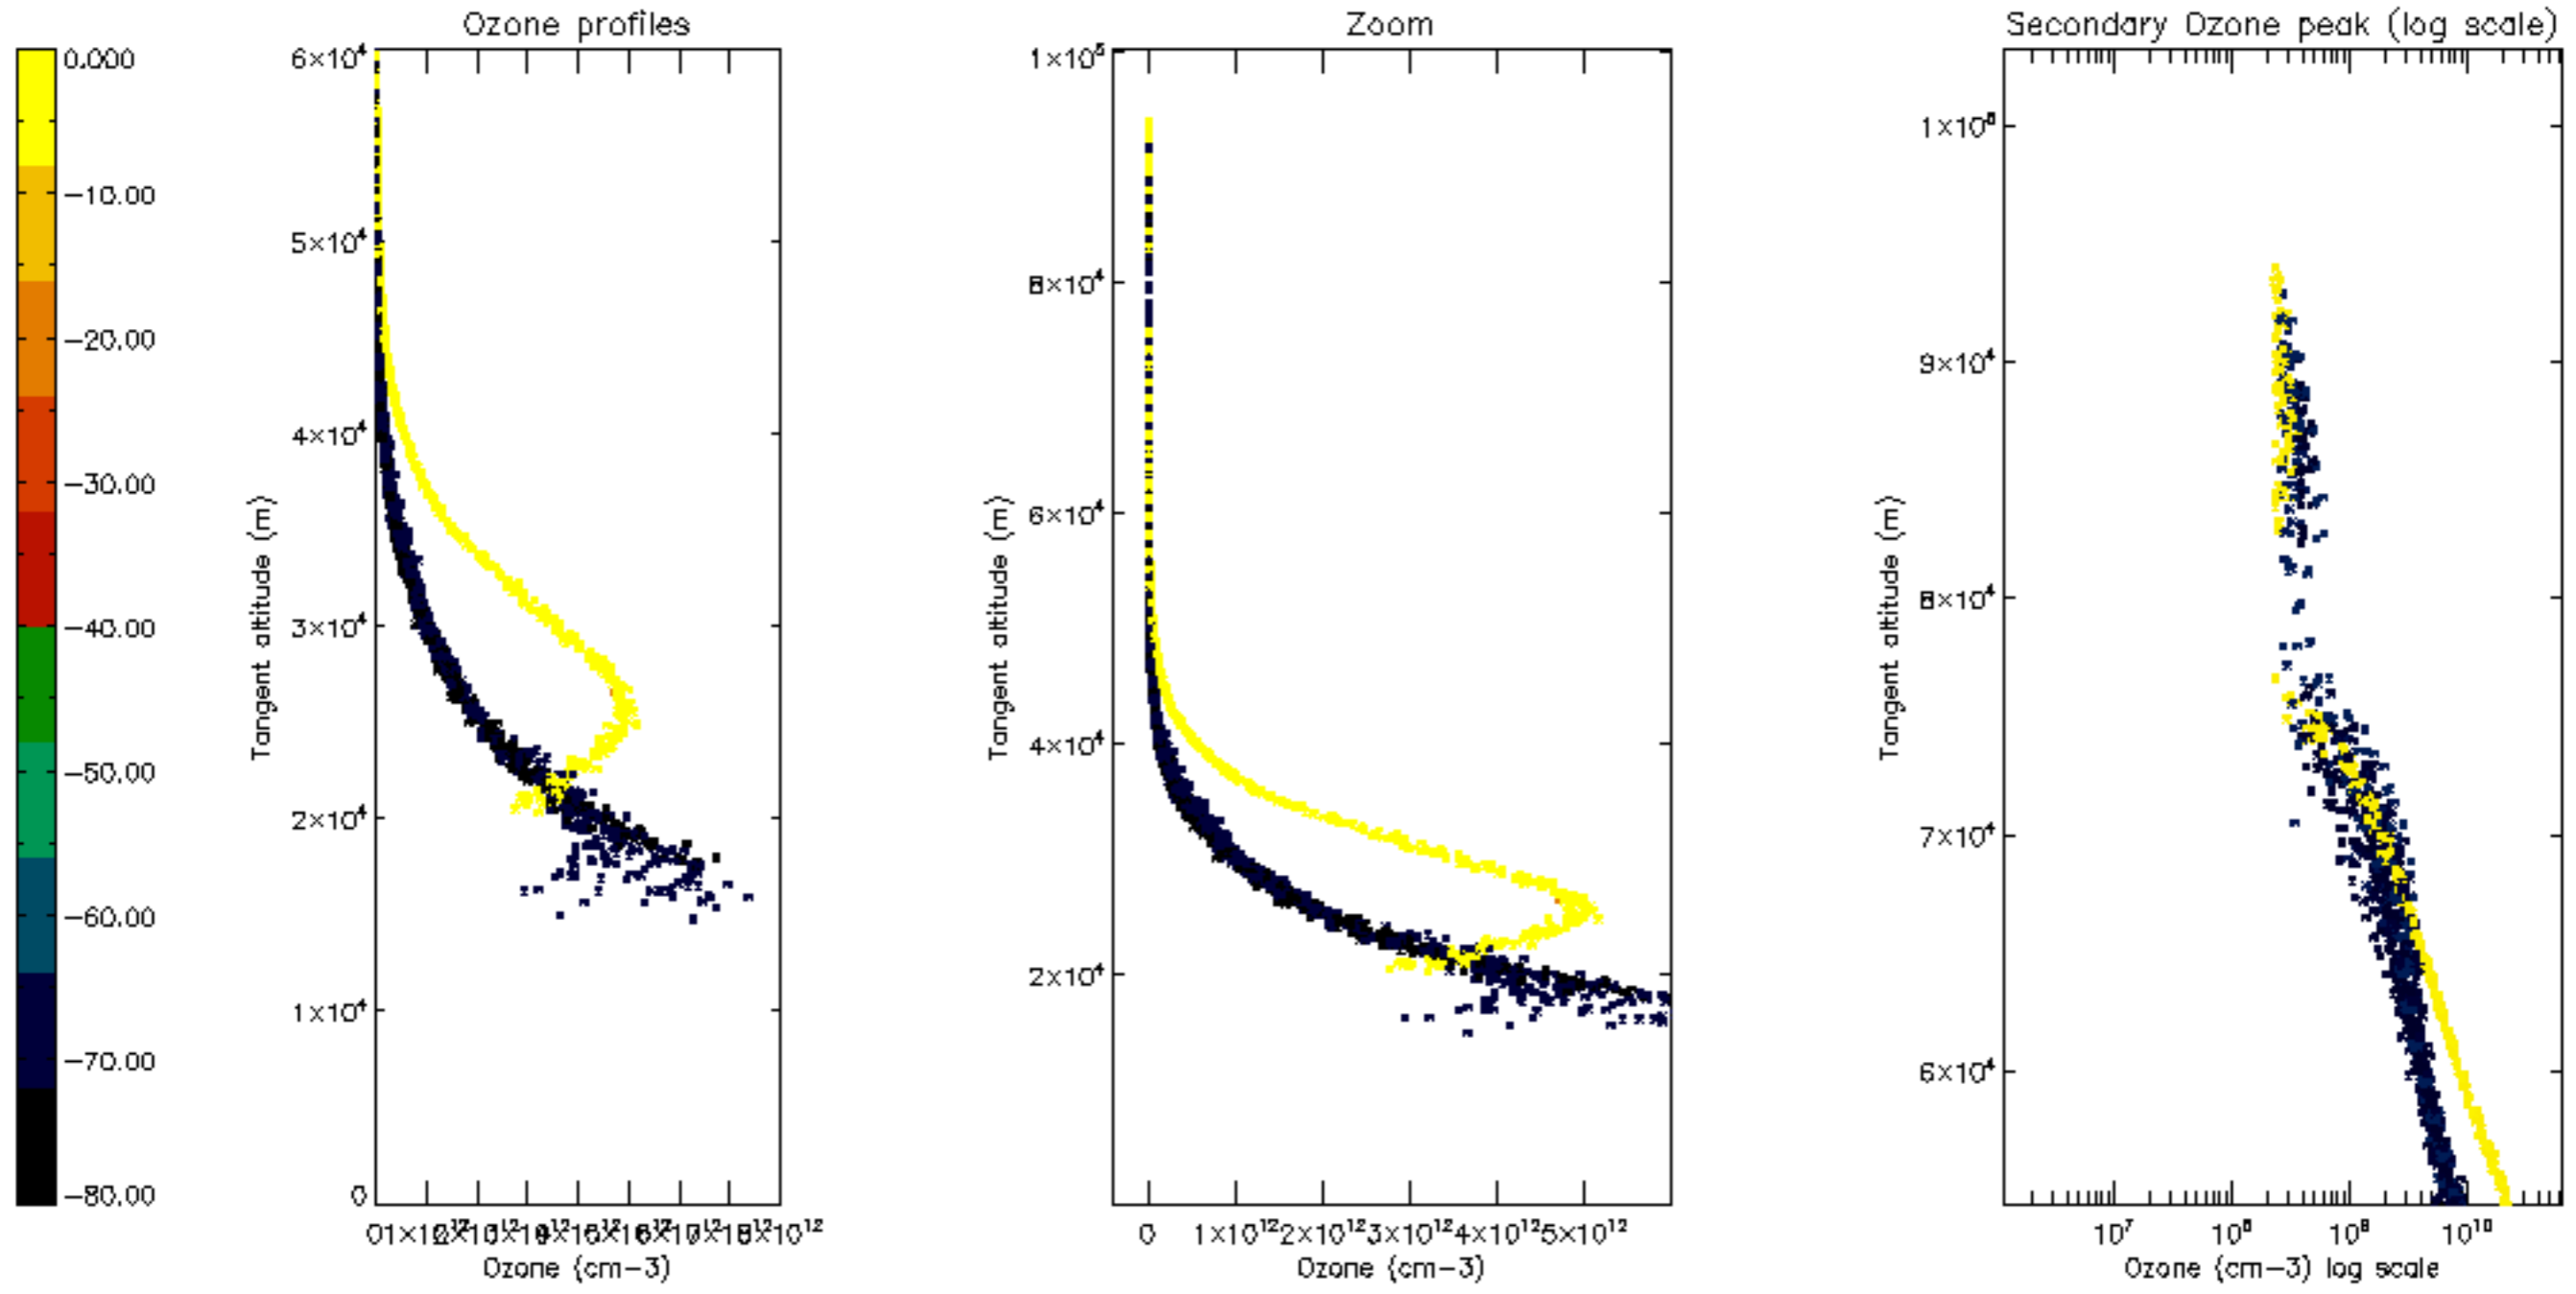 Ozone profiles
Zoom
Secondary Ozone peak (log scale)
0.000
−10.00
−20.00
−30.00
−40.00
−50.00
−60.00
−70.00
−80.00
6×10⁴
5×10⁴
4×10⁴
3×10⁴
2×10⁴
1×10⁴
0
Tangent altitude (m)
Ozone (cm−3)
1×10⁵
8×10⁴
6×10⁴
4×10⁴
2×10⁴
Tangent altitude (m)
0 1×10¹² 2×10¹² 3×10¹² 4×10¹² 5×10¹²
Ozone (cm−3)
1×10⁵
9×10⁴
8×10⁴
7×10⁴
6×10⁴
Tangent altitude (m)
10⁷ 10⁸ 10⁹ 10¹⁰
Ozone (cm−3) log scale